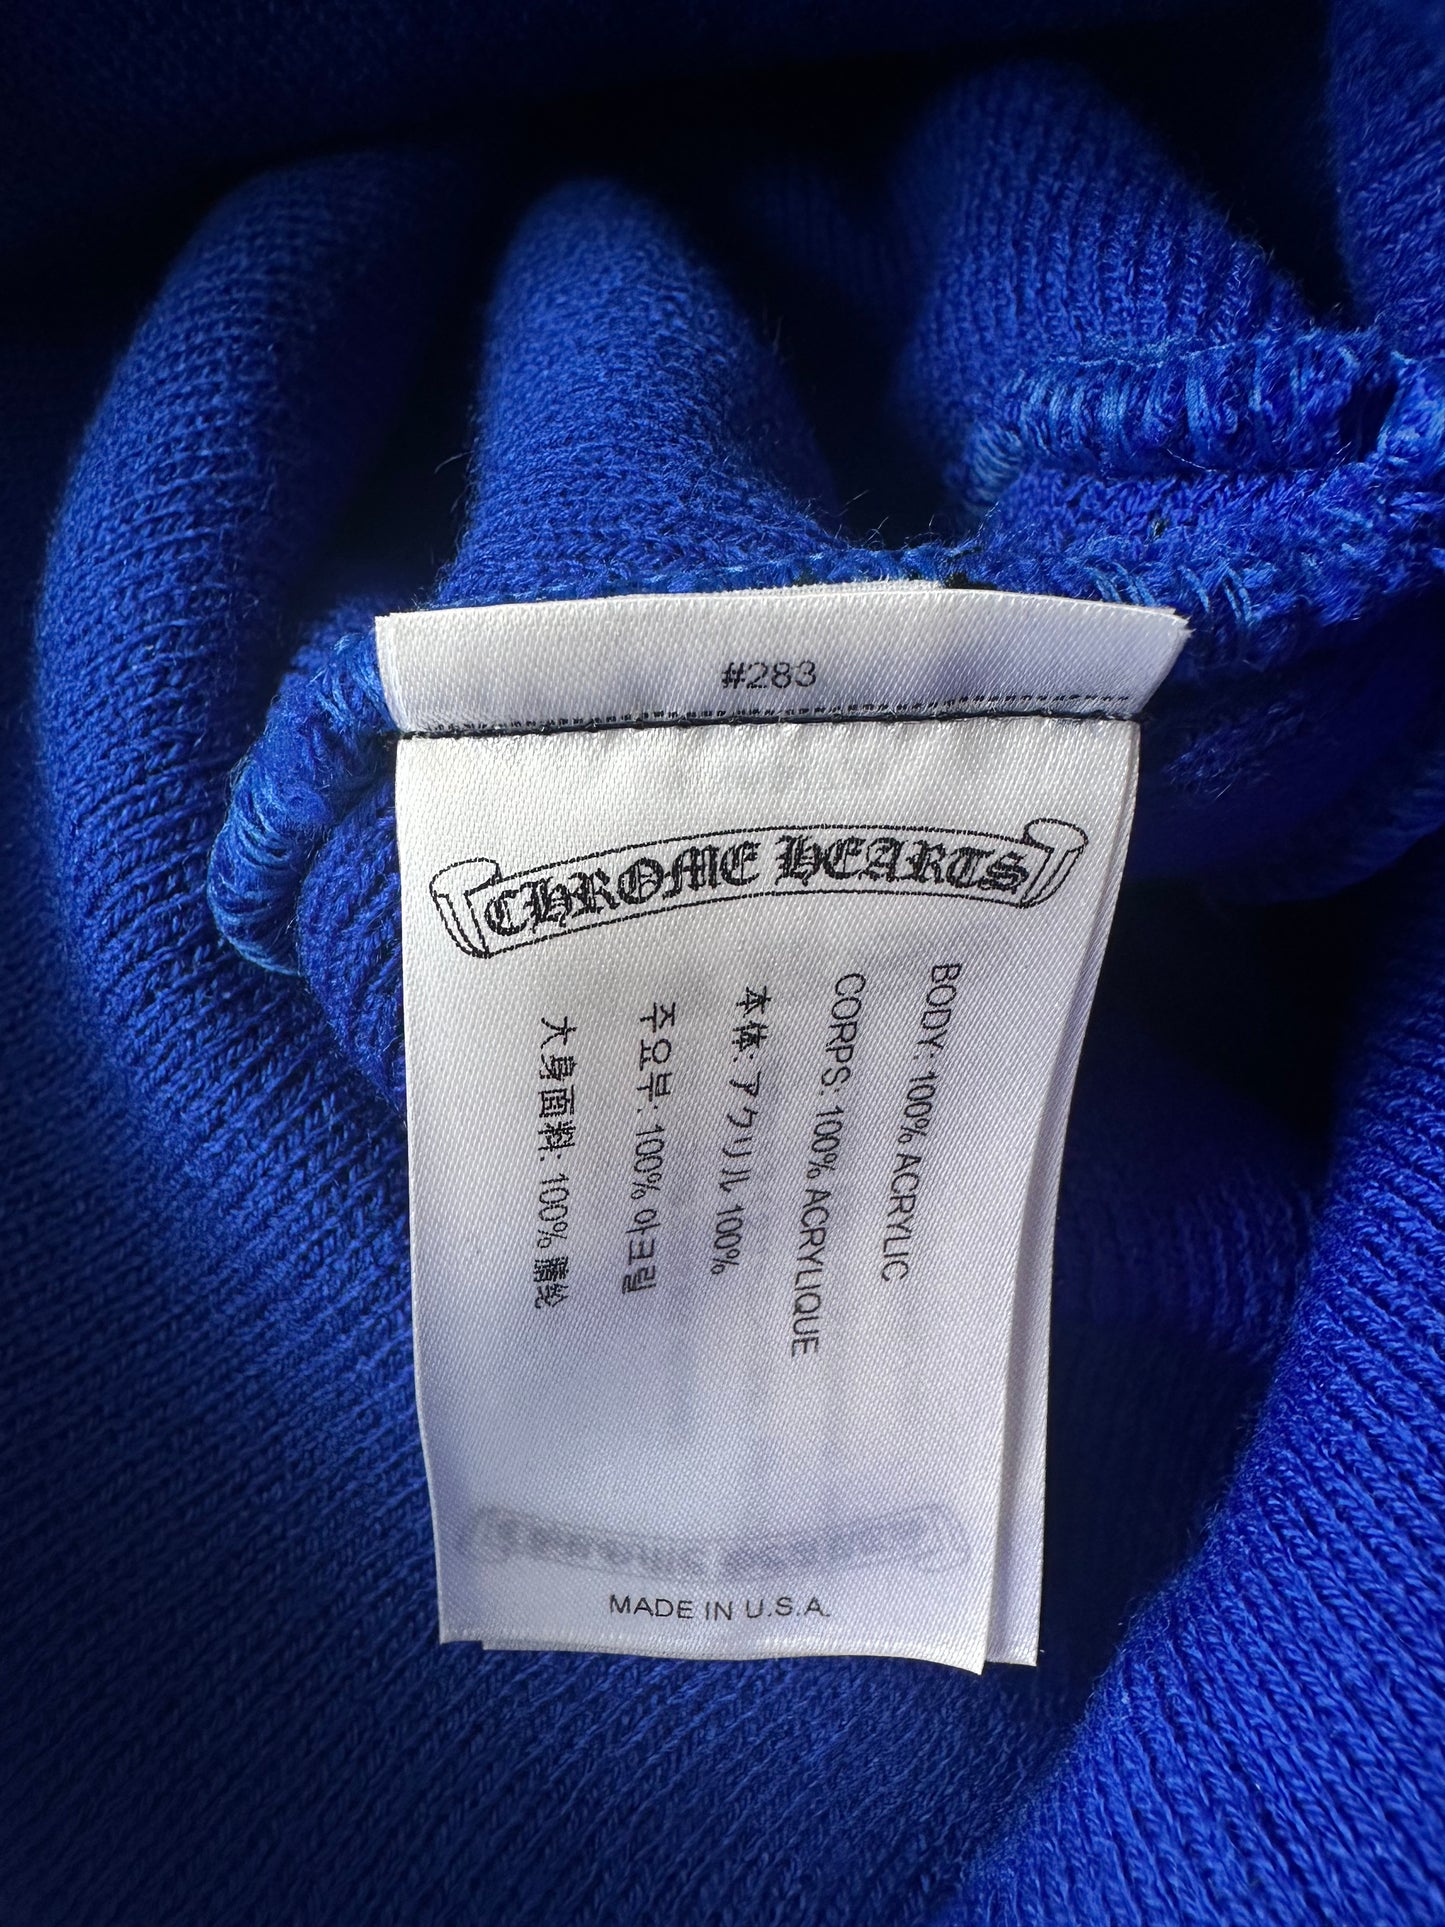 #283
CHROME HEARTS
BODY: 100% ACRYLIC
CORPS: 100% ACRYLIQUE
本体: アクリル 100%
주요부: 100% 아크릴
大身面料: 100% 腈纶
MADE IN U.S.A.